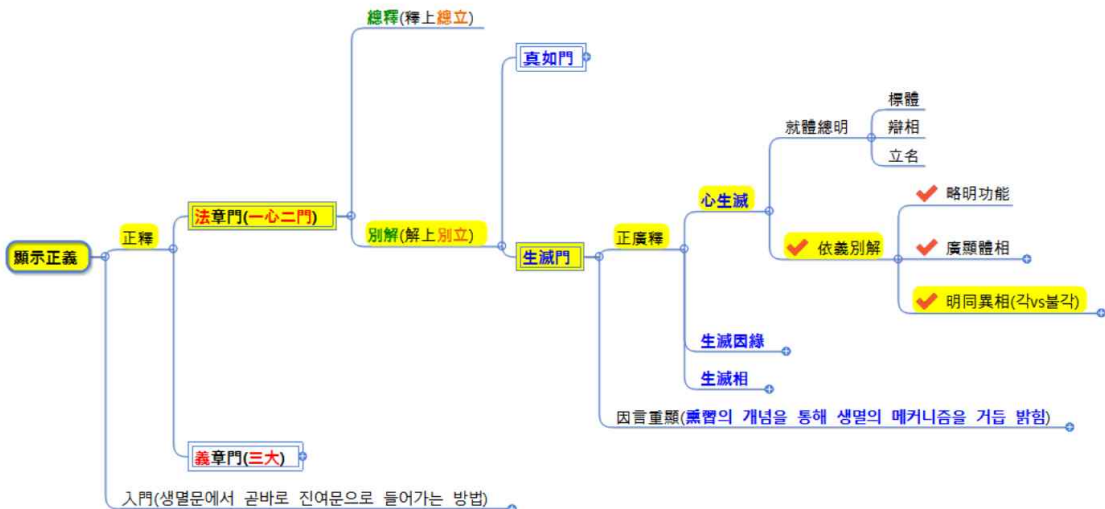 顯示正義
正釋
法章門(一心二門)
總釋(釋上總立)
別解(解上別立)
真如門
生滅門
正廣釋
心生滅
就體總明
標體
辯相
立名
依義別解
略明功能
廣顯體相
明同異相(각vs불각)
生滅因緣
生滅相
因言重顯(熏習의 개념을 통해 생멸의 메커니즘을 거듭 밝힘)
義章門(三大)
入門(생멸문에서 곧바로 진여문으로 들어가는 방법)